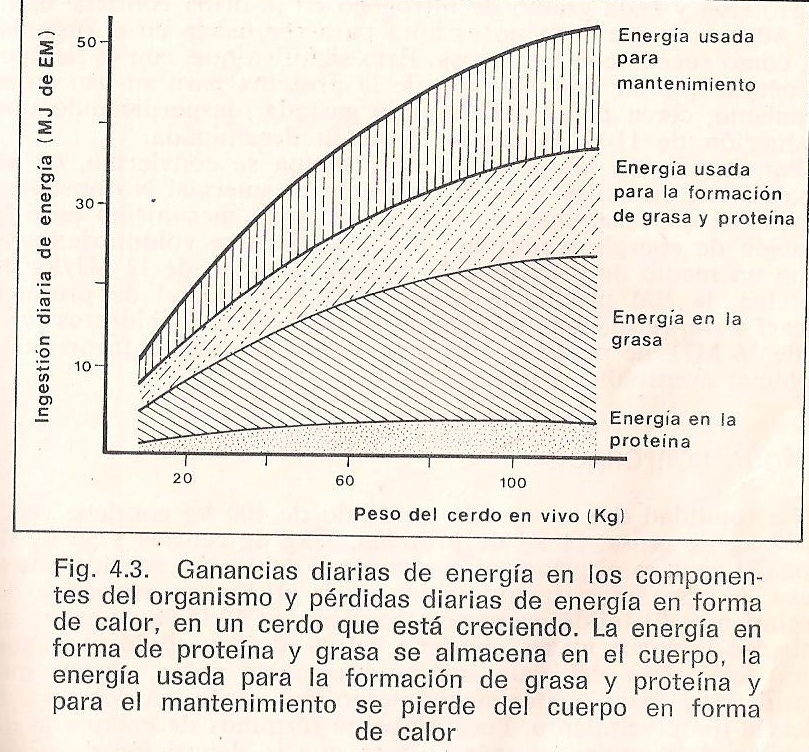 Ingestión diaria de energía (MJ de EM)
50
30
10
Energía usada
para
mantenimiento
Energía usada
para la formación
de grasa y proteína
Energía en la
grasa
Energía en la
proteína
20 60 100
Peso del cerdo en vivo (Kg)
Fig. 4.3. Ganancias diarias de energía en los componen-
tes del organismo y pérdidas diarias de energía en forma
de calor, en un cerdo que está creciendo. La energía en
forma de proteína y grasa se almacena en el cuerpo, la
energía usada para la formación de grasa y proteína y
para el mantenimiento se pierde del cuerpo en forma
de calor